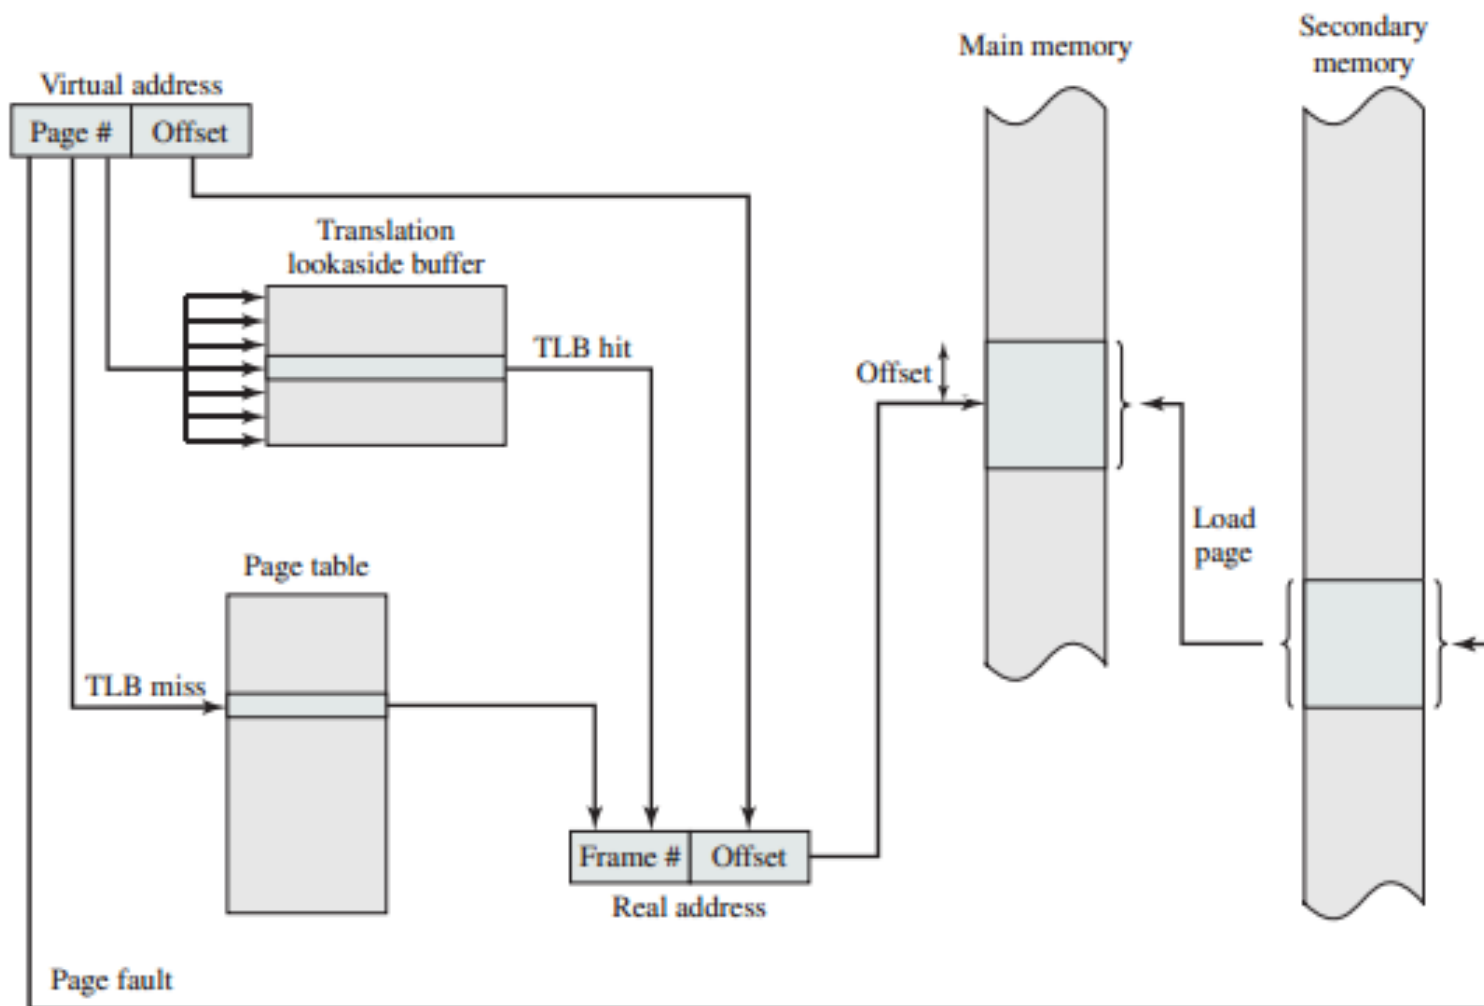 Secondary
memory
Main memory
Virtual address
Page # Offset
Translation
lookaside buffer
TLB hit
Offset
Load
page
Page table
TLB miss
Frame # Offset
Real address
Page fault